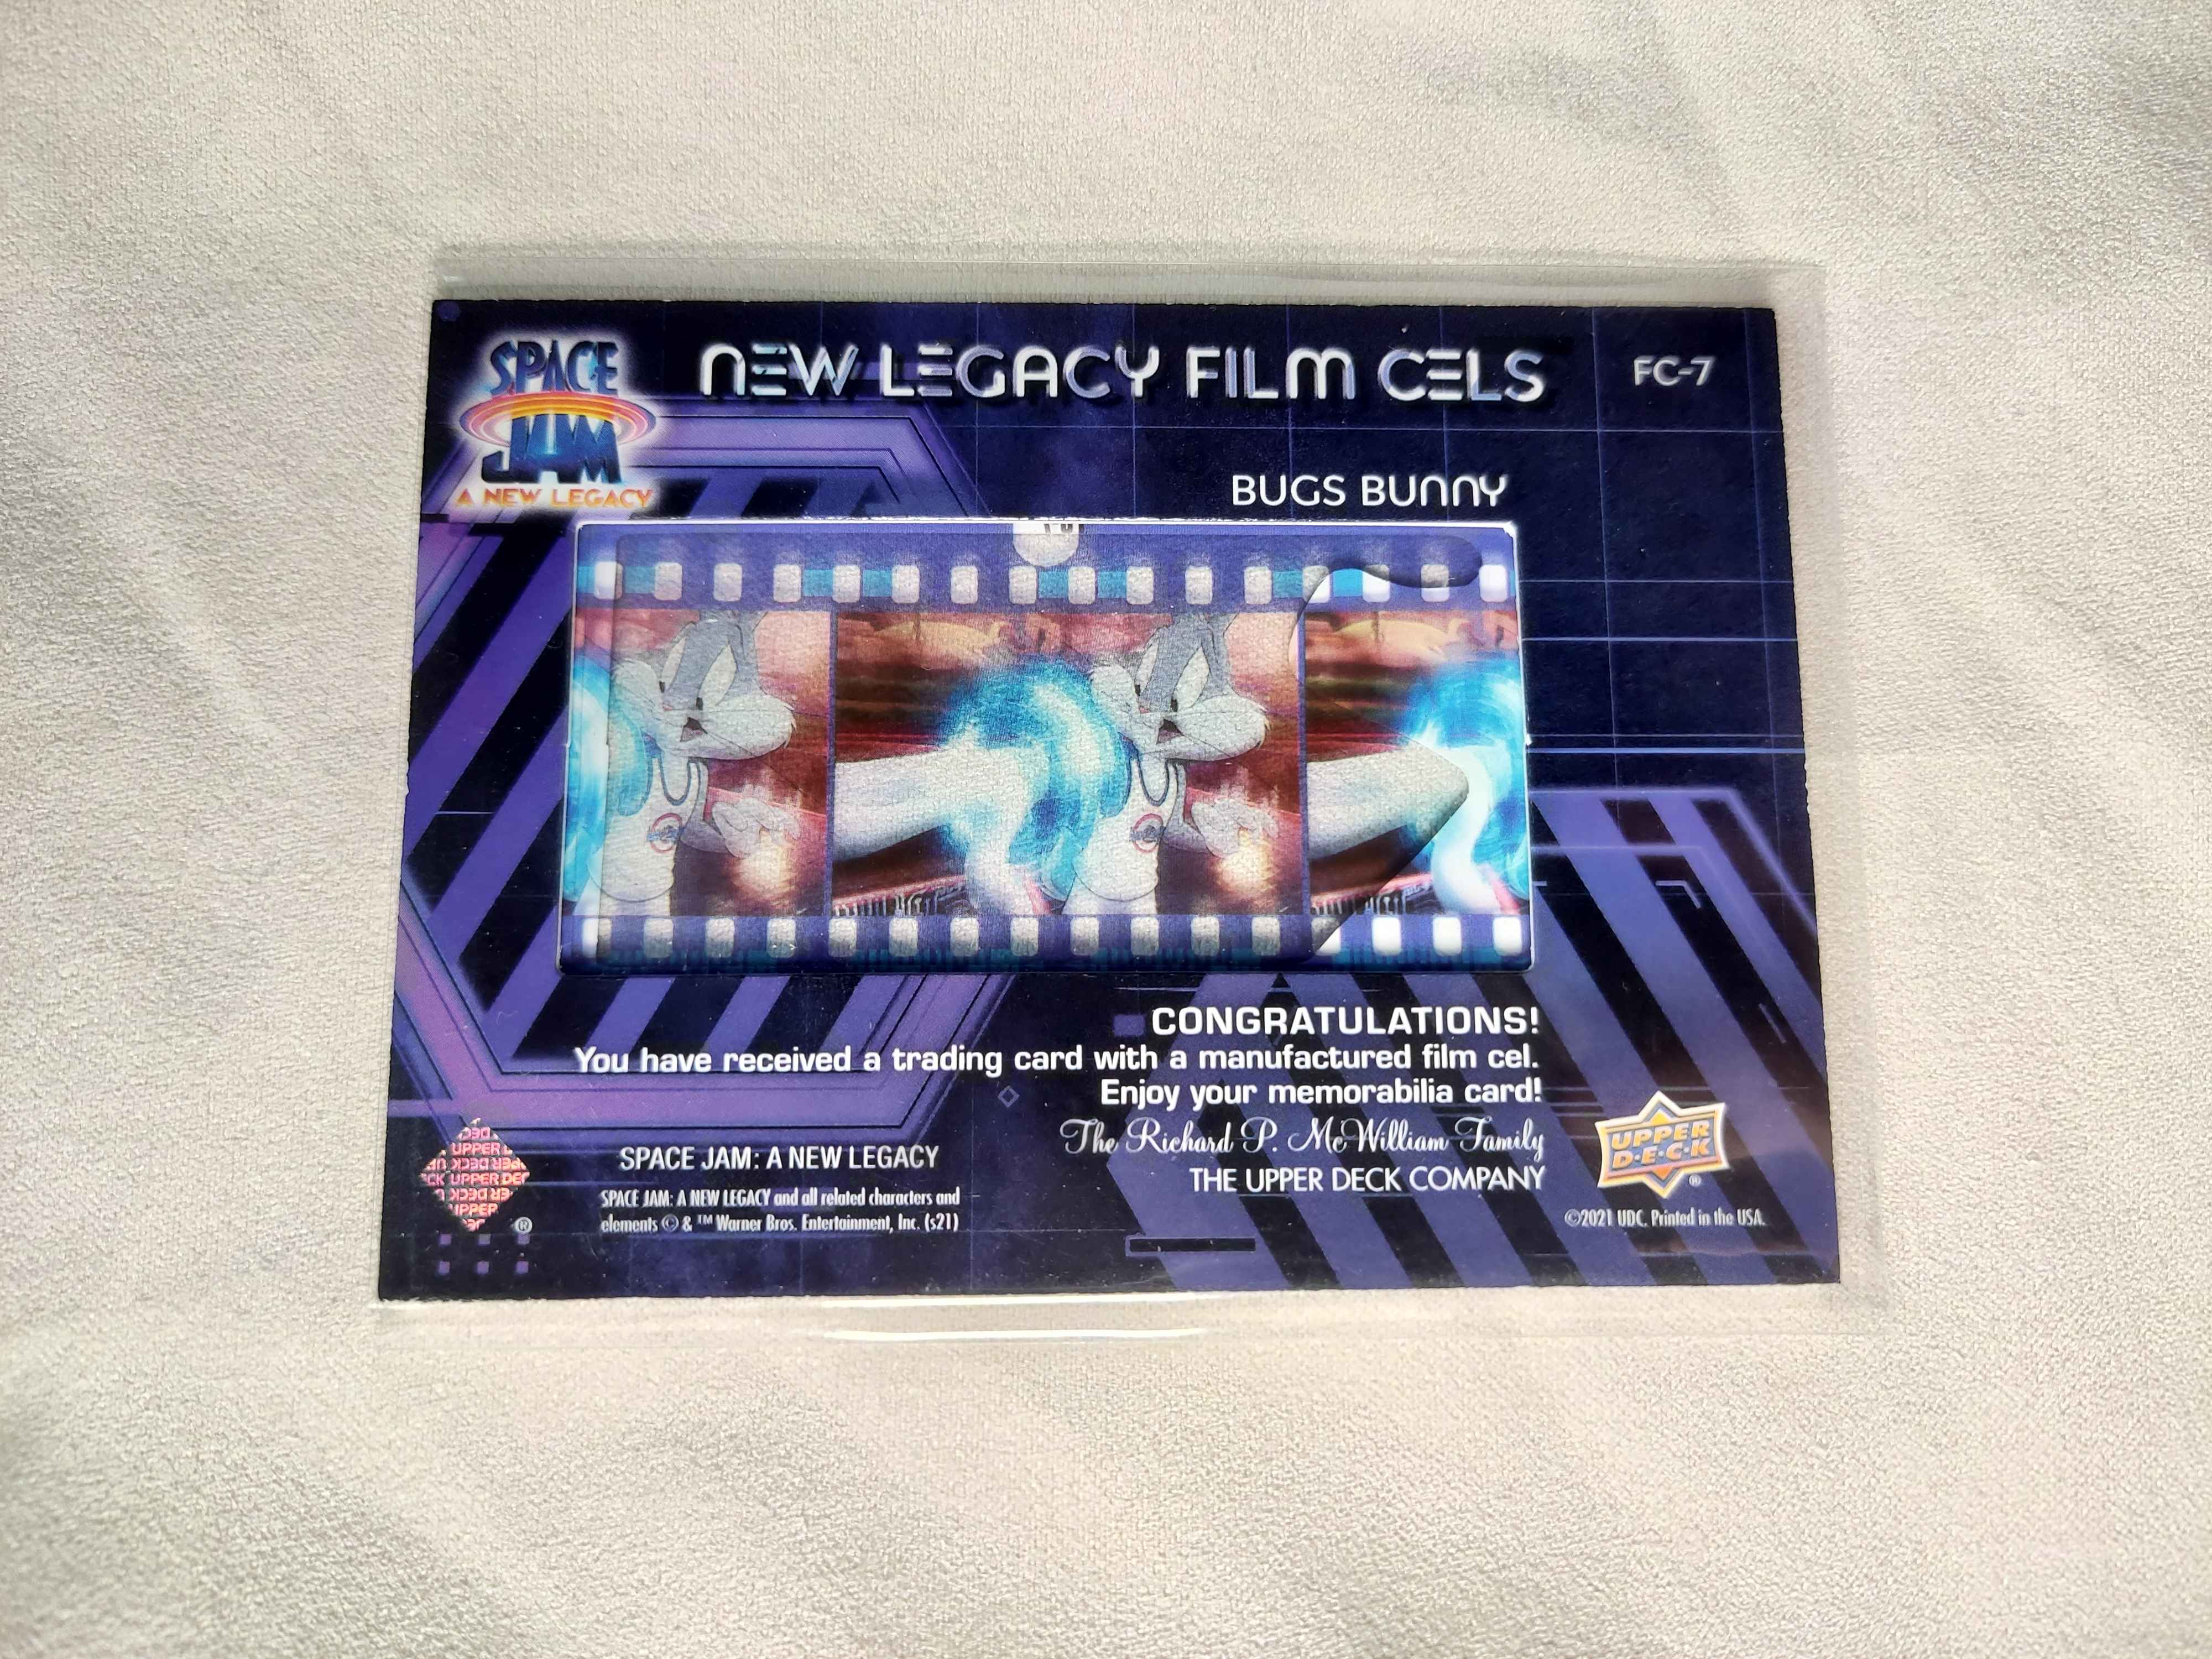 SPACE
JAM
A NEW LEGACY
NEW LEGACY FILM CELS
FC-7
BUGS BUNNY
CONGRATULATIONS!
You have received a trading card with a manufactured film cel.
Enjoy your memorabilia card!
The Richard P. McWilliam Family
THE UPPER DECK COMPANY
SPACE JAM: A NEW LEGACY
SPACE JAM: A NEW LEGACY and all related characters and
elements © & ™ Warner Bros. Entertainment, Inc. (s21)
UPPER
DECK
UPPER
D·E·C·K
®
®
©2021 UDC. Printed in the USA.